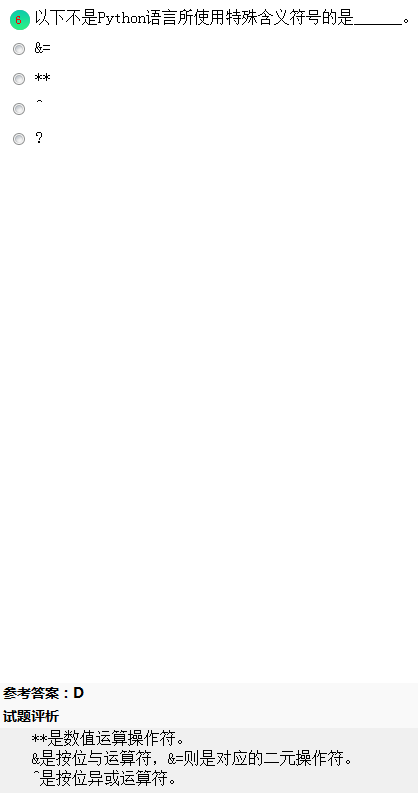 6 以下不是Python语言所使用特殊含义符号的是______。
&=
**
^
?
参考答案：D
试题评析
**是数值运算操作符。
&是按位与运算符，&=则是对应的二元操作符。
^是按位异或运算符。